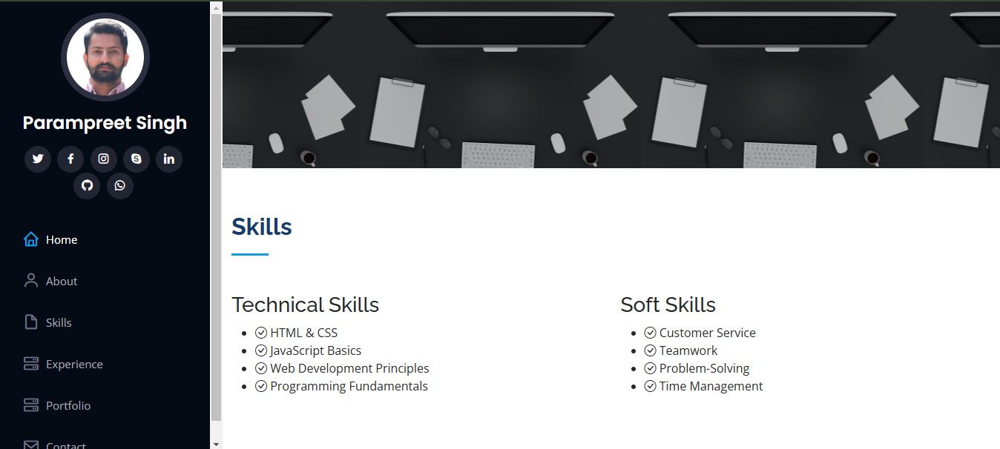 Parampreet Singh
Home
About
Skills
Experience
Portfolio
Contact
Skills
Technical Skills
HTML & CSS
JavaScript Basics
Web Development Principles
Programming Fundamentals
Soft Skills
Customer Service
Teamwork
Problem-Solving
Time Management